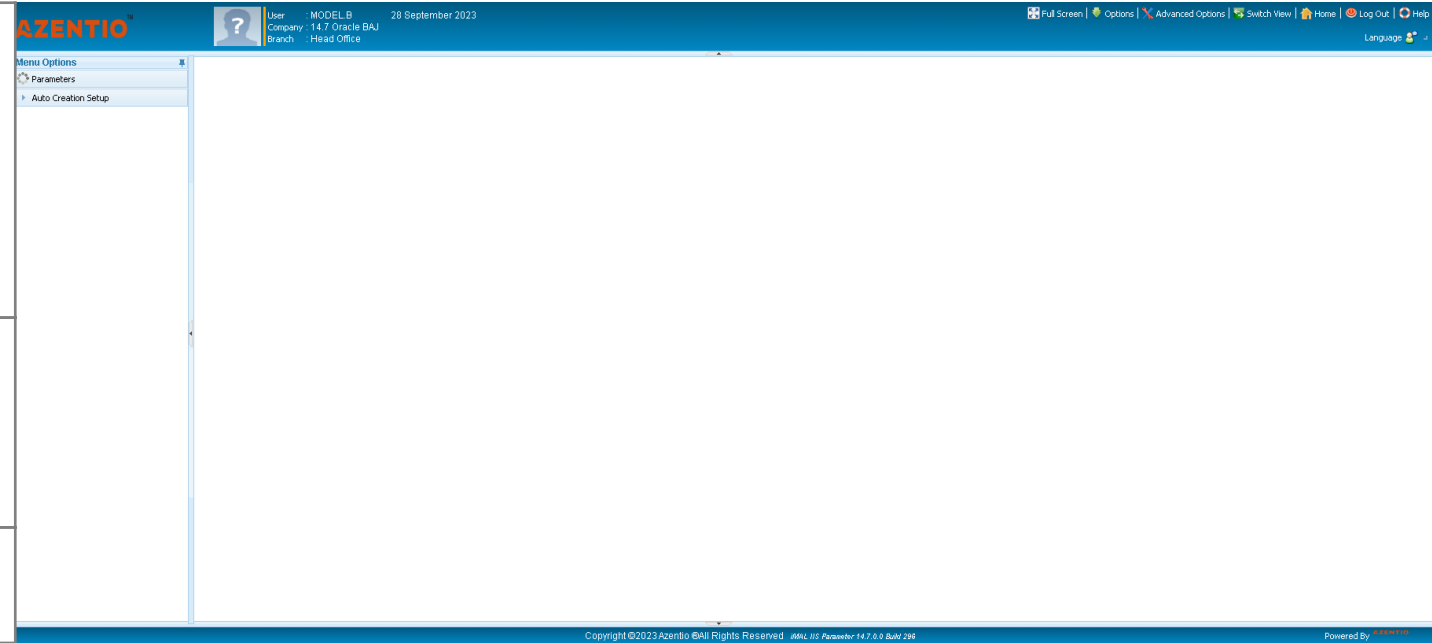 AZENTIO™
User : MODEL.B 28 September 2023
Company : 14.7 Oracle BAJ
Branch : Head Office
Full Screen | Options | Advanced Options | Switch View | Home | Log Out | Help
Language
Menu Options
Parameters
Auto Creation Setup
Copyright ©2023 Azentio ®All Rights Reserved iMAL IIS Parameter 14.7.0.0 Build 296
Powered By AZENTIO